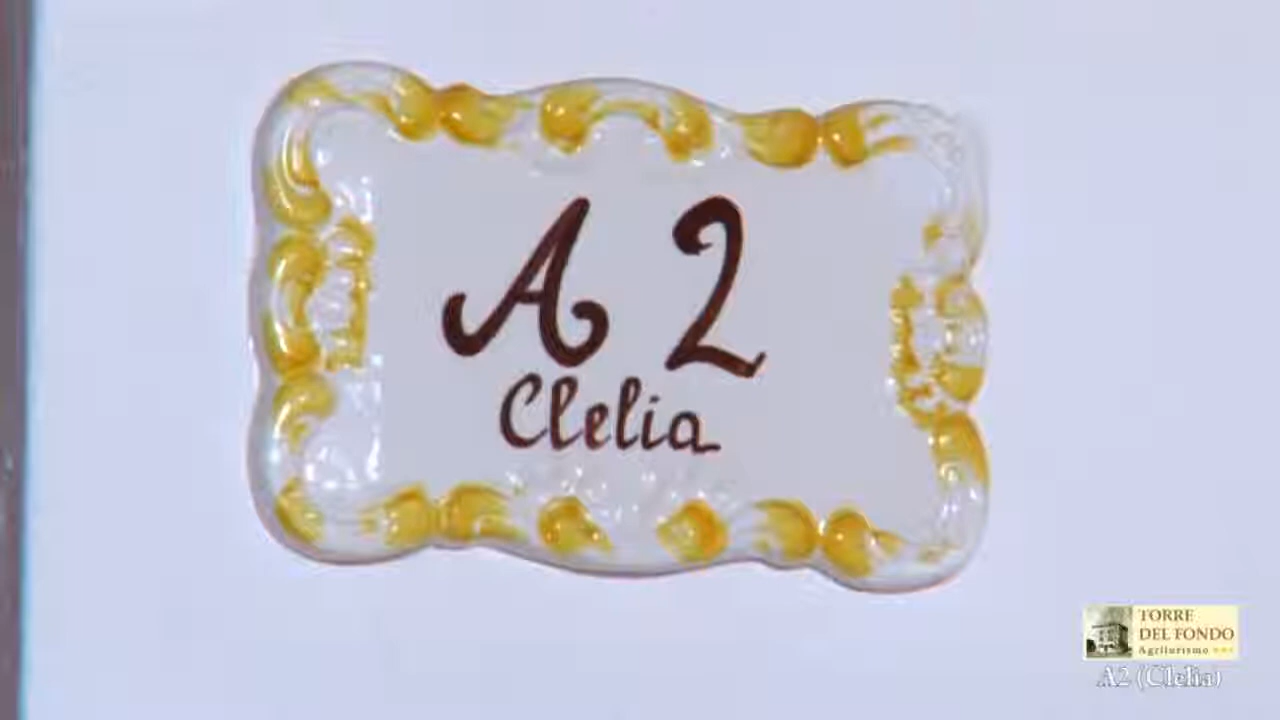 A 2
Clelia
TORRE
DEL FONDO
Agriturismo
A2 (Clelia)